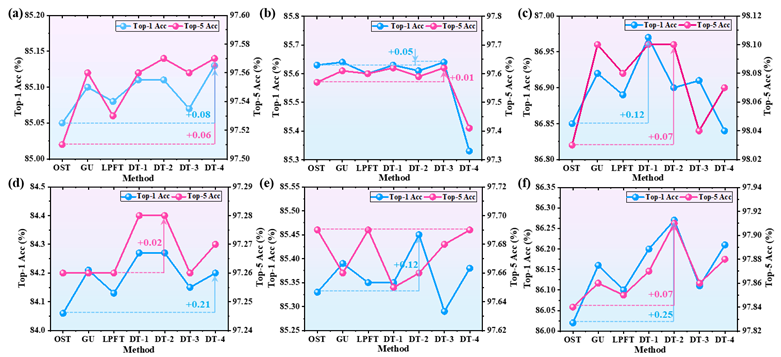 (a)
Top-1 Acc
Top-5 Acc
85.20
85.15
85.10
85.05
85.00
Top-1 Acc (%)
97.60
97.57
97.54
97.51
97.50
Top-5 Acc (%)
+0.08
+0.06
OST GU LPFT DT-1 DT-2 DT-3 DT-4
Method
(b)
Top-1 Acc
Top-5 Acc
85.8
85.7
85.6
85.5
85.4
85.3
Top-1 Acc (%)
97.8
97.7
97.6
97.5
97.4
97.3
Top-5 Acc (%)
+0.05
+0.01
OST GU LPFT DT-1 DT-2 DT-3 DT-4
Method
(c)
Top-1 Acc
Top-5 Acc
87.00
86.95
86.90
86.85
86.80
Top-1 Acc (%)
98.12
98.10
98.08
98.06
98.04
98.02
Top-5 Acc (%)
+0.12
+0.07
OST GU LPFT DT-1 DT-2 DT-3 DT-4
Method
(d)
Top-1 Acc
Top-5 Acc
84.5
84.4
84.3
84.2
84.1
84.0
Top-1 Acc (%)
97.29
97.28
97.27
97.26
97.25
97.24
Top-5 Acc (%)
+0.02
+0.21
OST GU LPFT DT-1 DT-2 DT-3 DT-4
Method
(e)
Top-1 Acc
Top-5 Acc
85.55
85.50
85.45
85.40
85.35
85.30
85.25
Top-1 Acc (%)
97.72
97.70
97.68
97.66
97.64
97.62
Top-5 Acc (%)
+0.12
OST GU LPFT DT-1 DT-2 DT-3 DT-4
Method
(f)
Top-1 Acc
Top-5 Acc
86.35
86.30
86.25
86.20
86.15
86.10
86.05
86.00
Top-1 Acc (%)
97.94
97.92
97.90
97.88
97.86
97.84
97.82
Top-5 Acc (%)
+0.07
+0.25
OST GU LPFT DT-1 DT-2 DT-3 DT-4
Method